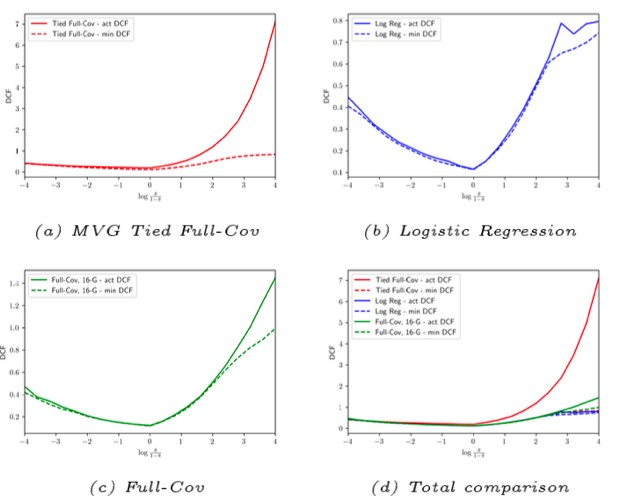 Tied Full-Cov - act DCF
Tied Full-Cov - min DCF
7
6
5
4
3
2
1
0
DCF
−4 −3 −2 −1 0 1 2 3 4
log π̃/1−π̃
(a) MVG Tied Full-Cov
Log Reg - act DCF
Log Reg - min DCF
0.8
0.7
0.6
0.5
0.4
0.3
0.2
0.1
DCF
−4 −3 −2 −1 0 1 2 3 4
log π̃/1−π̃
(b) Logistic Regression
Full-Cov, 16-G - act DCF
Full-Cov, 16-G - min DCF
1.4
1.2
1.0
0.8
0.6
0.4
0.2
DCF
−4 −3 −2 −1 0 1 2 3 4
log π̃/1−π̃
(c) Full-Cov
Tied Full-Cov - act DCF
Tied Full-Cov - min DCF
Log Reg - act DCF
Log Reg - min DCF
Full-Cov, 16-G - act DCF
Full-Cov, 16-G - min DCF
7
6
5
4
3
2
1
0
DCF
−4 −3 −2 −1 0 1 2 3 4
log π̃/1−π̃
(d) Total comparison